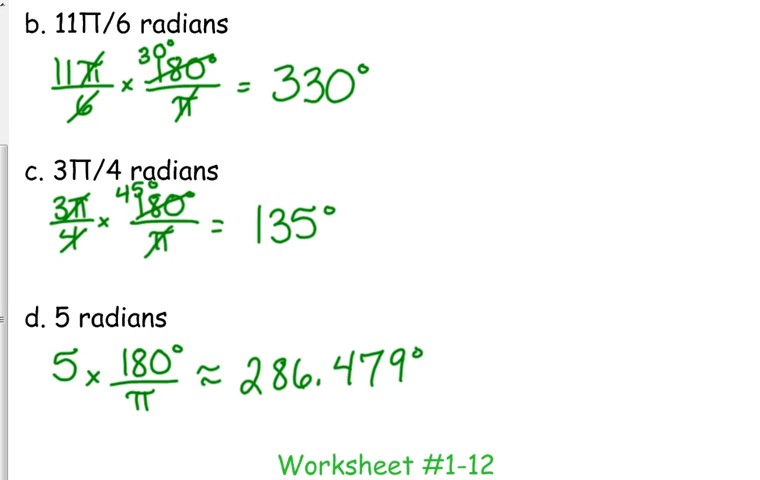 b. 11Π/6 radians
11π/6 × 30° 180°/π = 330°
c. 3Π/4 radians
3π/4 × 45° 180°/π = 135°
d. 5 radians
5 × 180°/π ≈ 286.479°
Worksheet #1-12